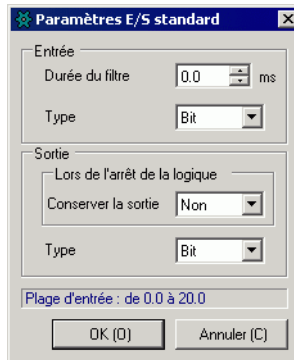 Paramètres E/S standard
Entrée
Durée du filtre 0.0 ms
Type Bit
Sortie
Lors de l'arrêt de la logique
Conserver la sortie Non
Type Bit
Plage d'entrée : de 0.0 à 20.0
OK (O) Annuler (C)